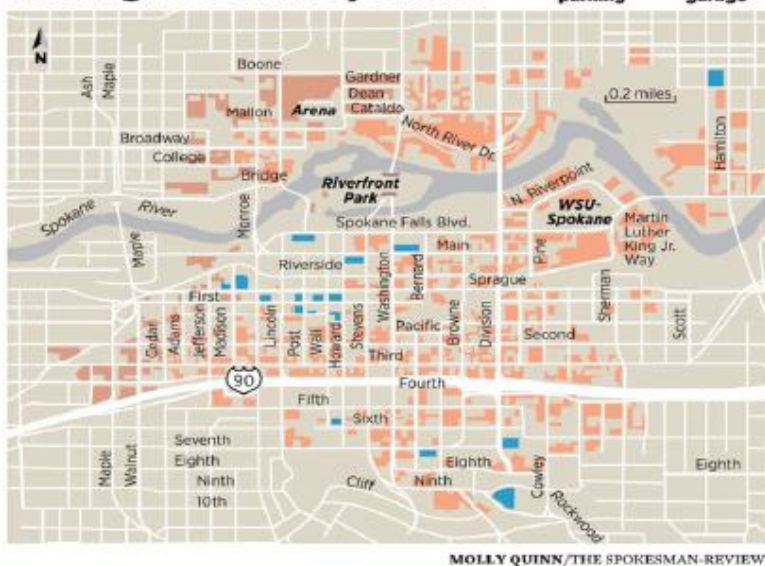 parking garage
N
Boone
Ash
Maple
Gardner
Dean
Cataldo
Mallon
Arena
0.2 miles
Broadway
College
North River Dr.
Hamilton
Bridge
Riverfront
Park
N. Riverpoint
WSU-
Spokane
Spokane River
Monroe
Spokane Falls Blvd.
Martin
Luther
King Jr.
Way
Maple
Main
Pine
Riverside
Washington
Bernard
Sprague
Sherman
First
Cedar
Adams
Jefferson
Madison
Lincoln
Post
Wall
Howard
Stevens
Pacific
Browne
Division
Second
Scott
Third
90
Fourth
Fifth
Sixth
Seventh
Maple
Walnut
Eighth
Eighth
Eighth
Ninth
Cliff
Ninth
Cowley
10th
Rockwood
MOLLY QUINN/THE SPOKESMAN-REVIEW